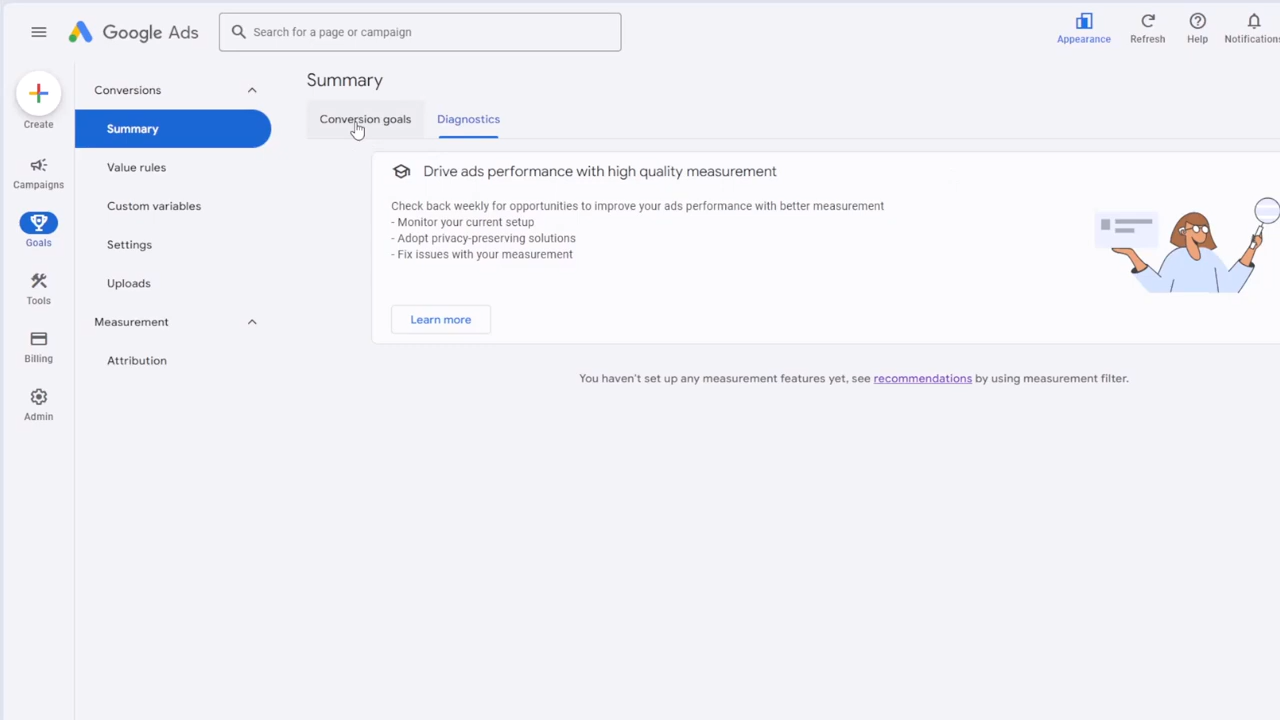 Google Ads
Search for a page or campaign
Appearance
Refresh
Help
Notifications
Create
Campaigns
Goals
Tools
Billing
Admin
Conversions
Summary
Value rules
Custom variables
Settings
Uploads
Measurement
Attribution
Summary
Conversion goals
Diagnostics
Drive ads performance with high quality measurement
Check back weekly for opportunities to improve your ads performance with better measurement
- Monitor your current setup
- Adopt privacy-preserving solutions
- Fix issues with your measurement
Learn more
You haven't set up any measurement features yet, see recommendations by using measurement filter.